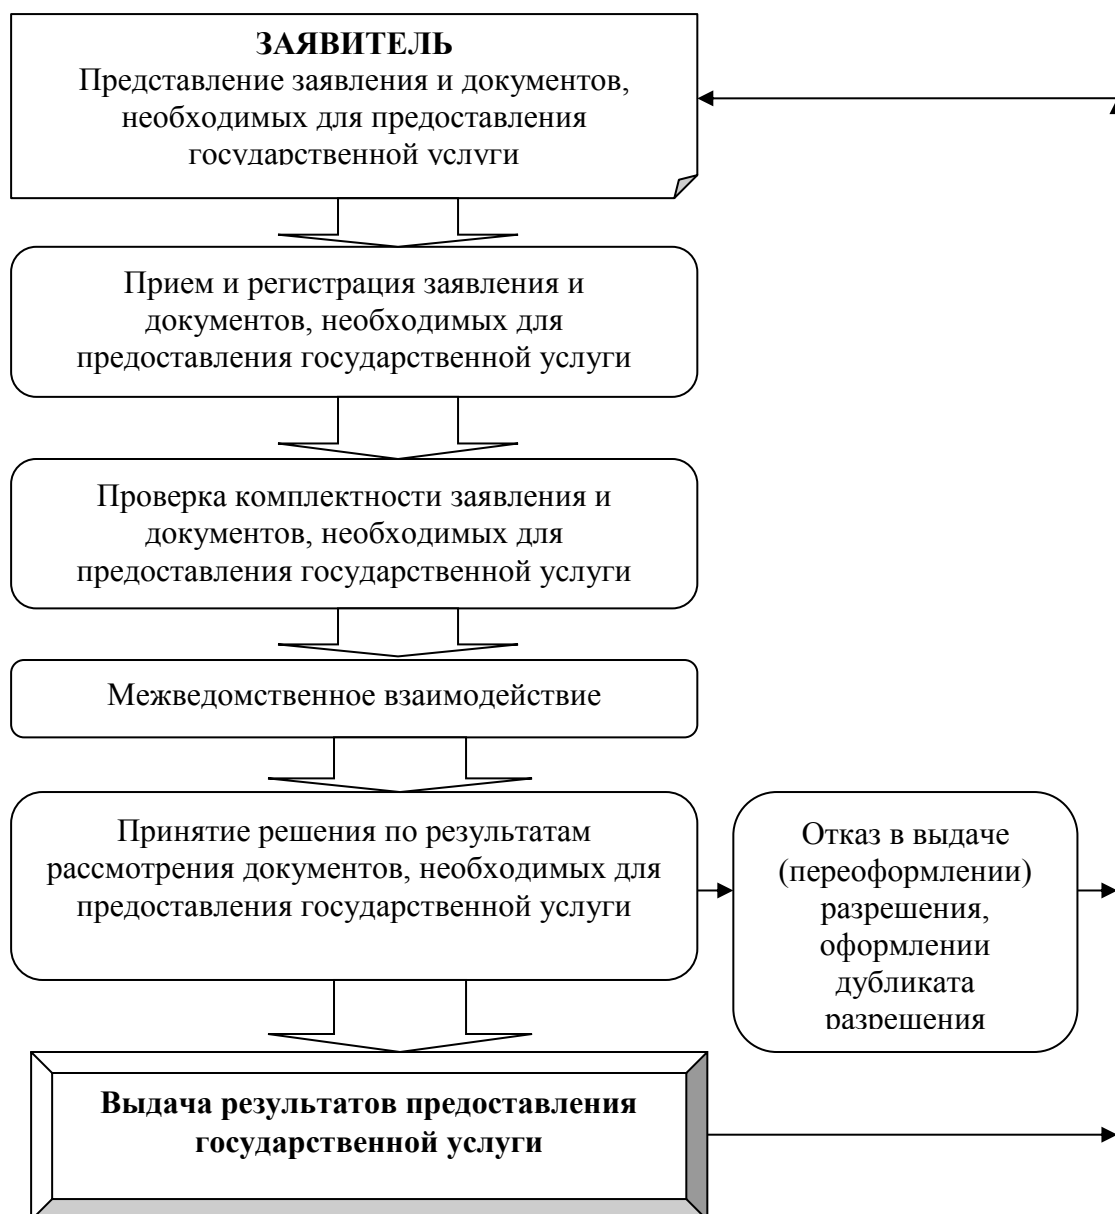 ЗАЯВИТЕЛЬ
Представление заявления и документов,
необходимых для предоставления
государственной услуги
Прием и регистрация заявления и
документов, необходимых для
предоставления государственной услуги
Проверка комплектности заявления и
документов, необходимых для
предоставления государственной услуги
Межведомственное взаимодействие
Принятие решения по результатам
рассмотрения документов, необходимых для
предоставления государственной услуги
Отказ в выдаче
(переоформлении)
разрешения,
оформлении
дубликата
разрешения
Выдача результатов предоставления
государственной услуги